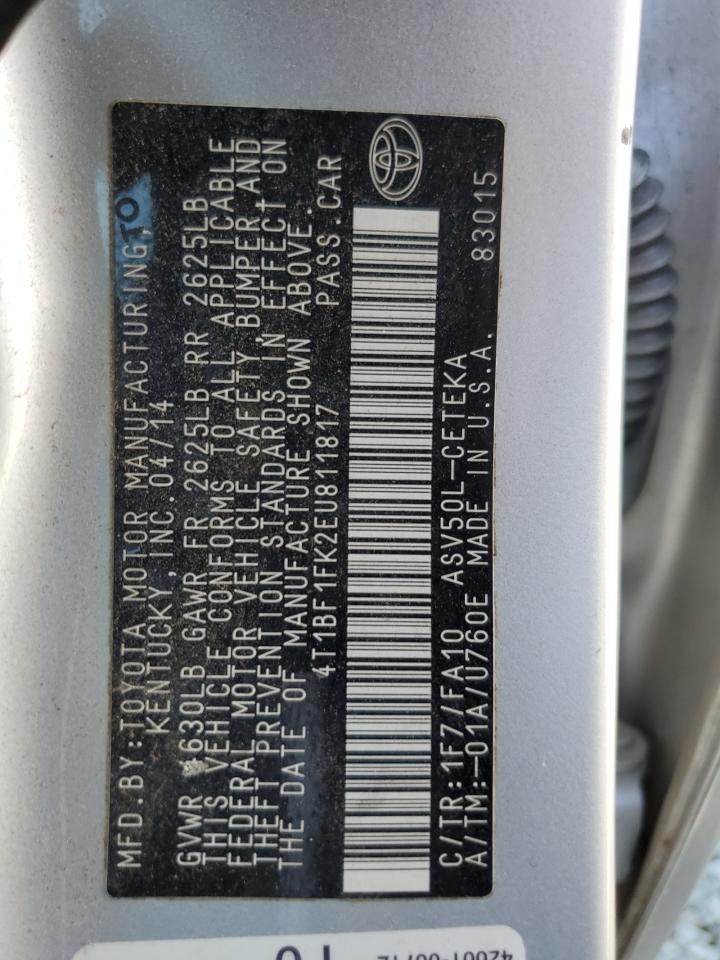 MFD.BY:TOYOTA MOTOR MANUFACTURING,
TO
KENTUCKY, INC.04/14
GVWR 4630LB GAWR FR 2625LB RR 2625LB
THIS VEHICLE CONFORMS TO ALL APPLICABLE
FEDERAL MOTOR VEHICLE SAFETY, BUMPER AND
THEFT PREVENTION STANDARDS IN EFFECT ON
THE DATE OF MANUFACTURE SHOWN ABOVE.
4T1BF1FK2EU811817 PASS.CAR
C/TR:1F7/FA10 ASV50L-CETEKA
A/TM:-01A/U760E MADE IN U.S.A. 83015